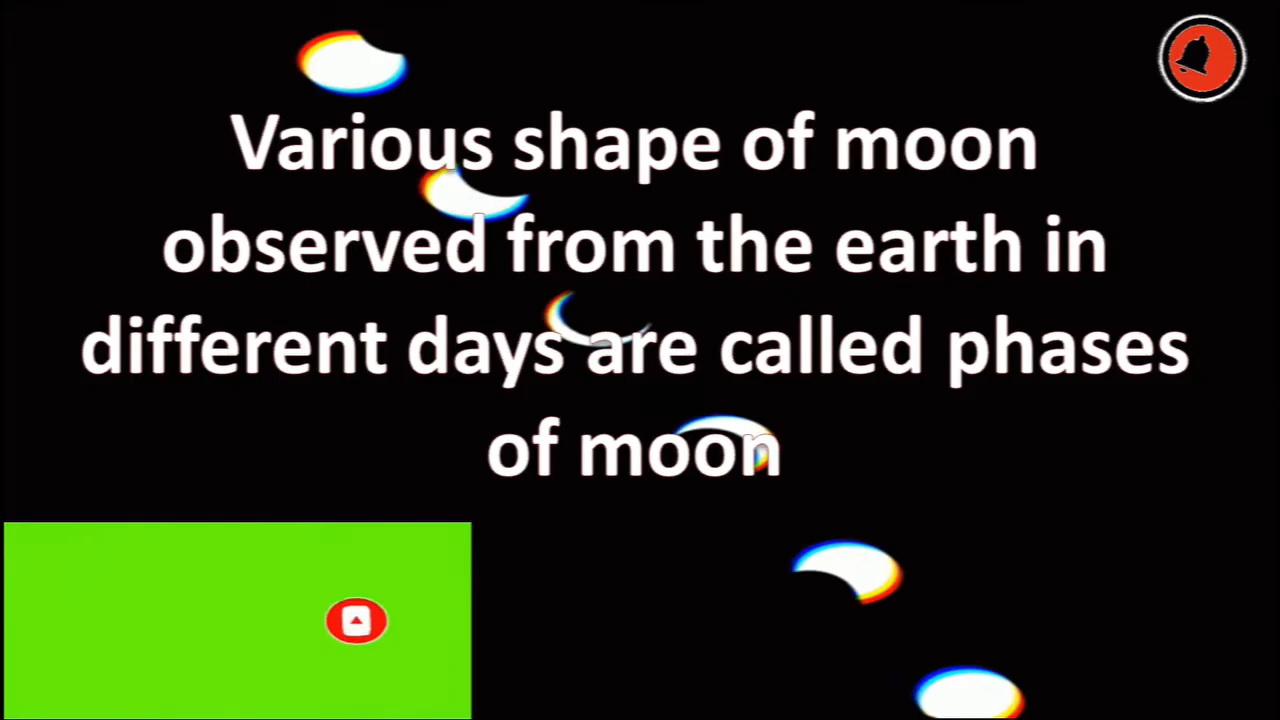 Various shape of moon
observed from the earth in
different days are called phases
of moon